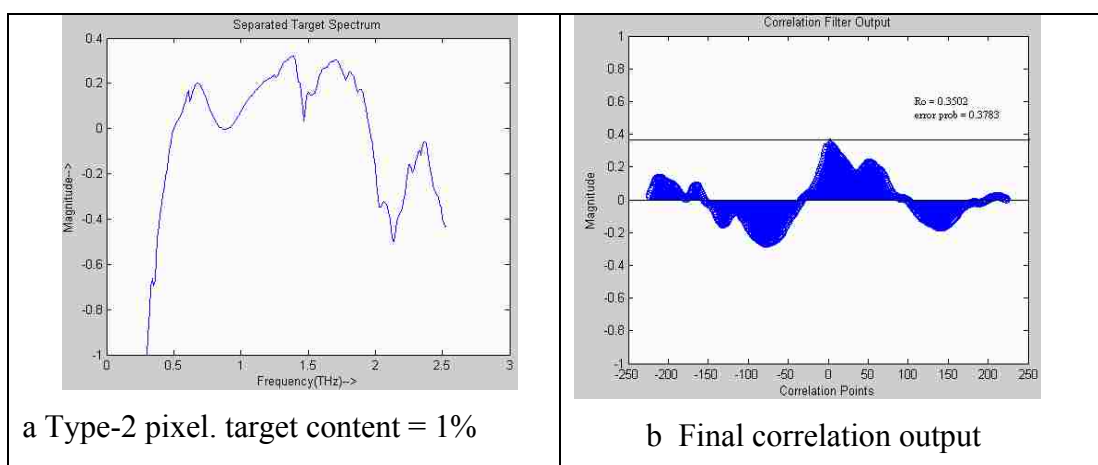 Separated Target Spectrum
0.4
0.2
0
-0.2
-0.4
-0.6
-0.8
-1
Magnitude-->
0 0.5 1 1.5 2 2.5 3
Frequency(THz)-->
a Type-2 pixel. target content = 1%
Correlation Filter Output
1
0.8
0.6
0.4
0.2
0
-0.2
-0.4
-0.6
-0.8
-1
Magnitude
Ro = 0.3502
error prob = 0.3783
-250 -200 -150 -100 -50 0 50 100 150 200 250
Correlation Points
b Final correlation output